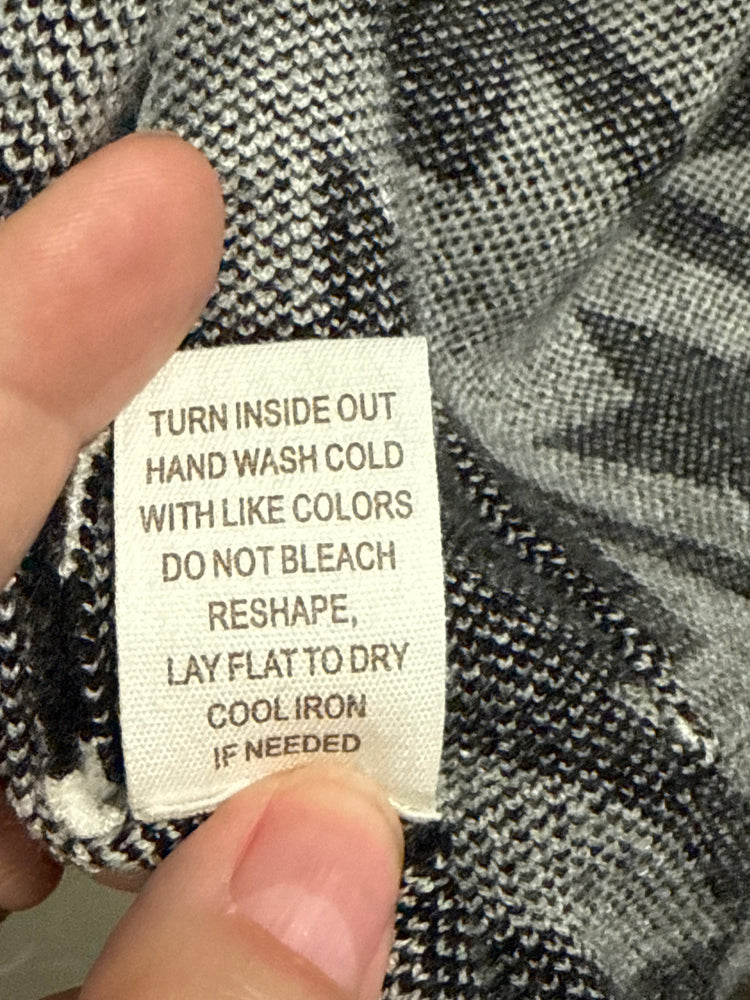 TURN INSIDE OUT
HAND WASH COLD
WITH LIKE COLORS
DO NOT BLEACH
RESHAPE,
LAY FLAT TO DRY
COOL IRON
IF NEEDED